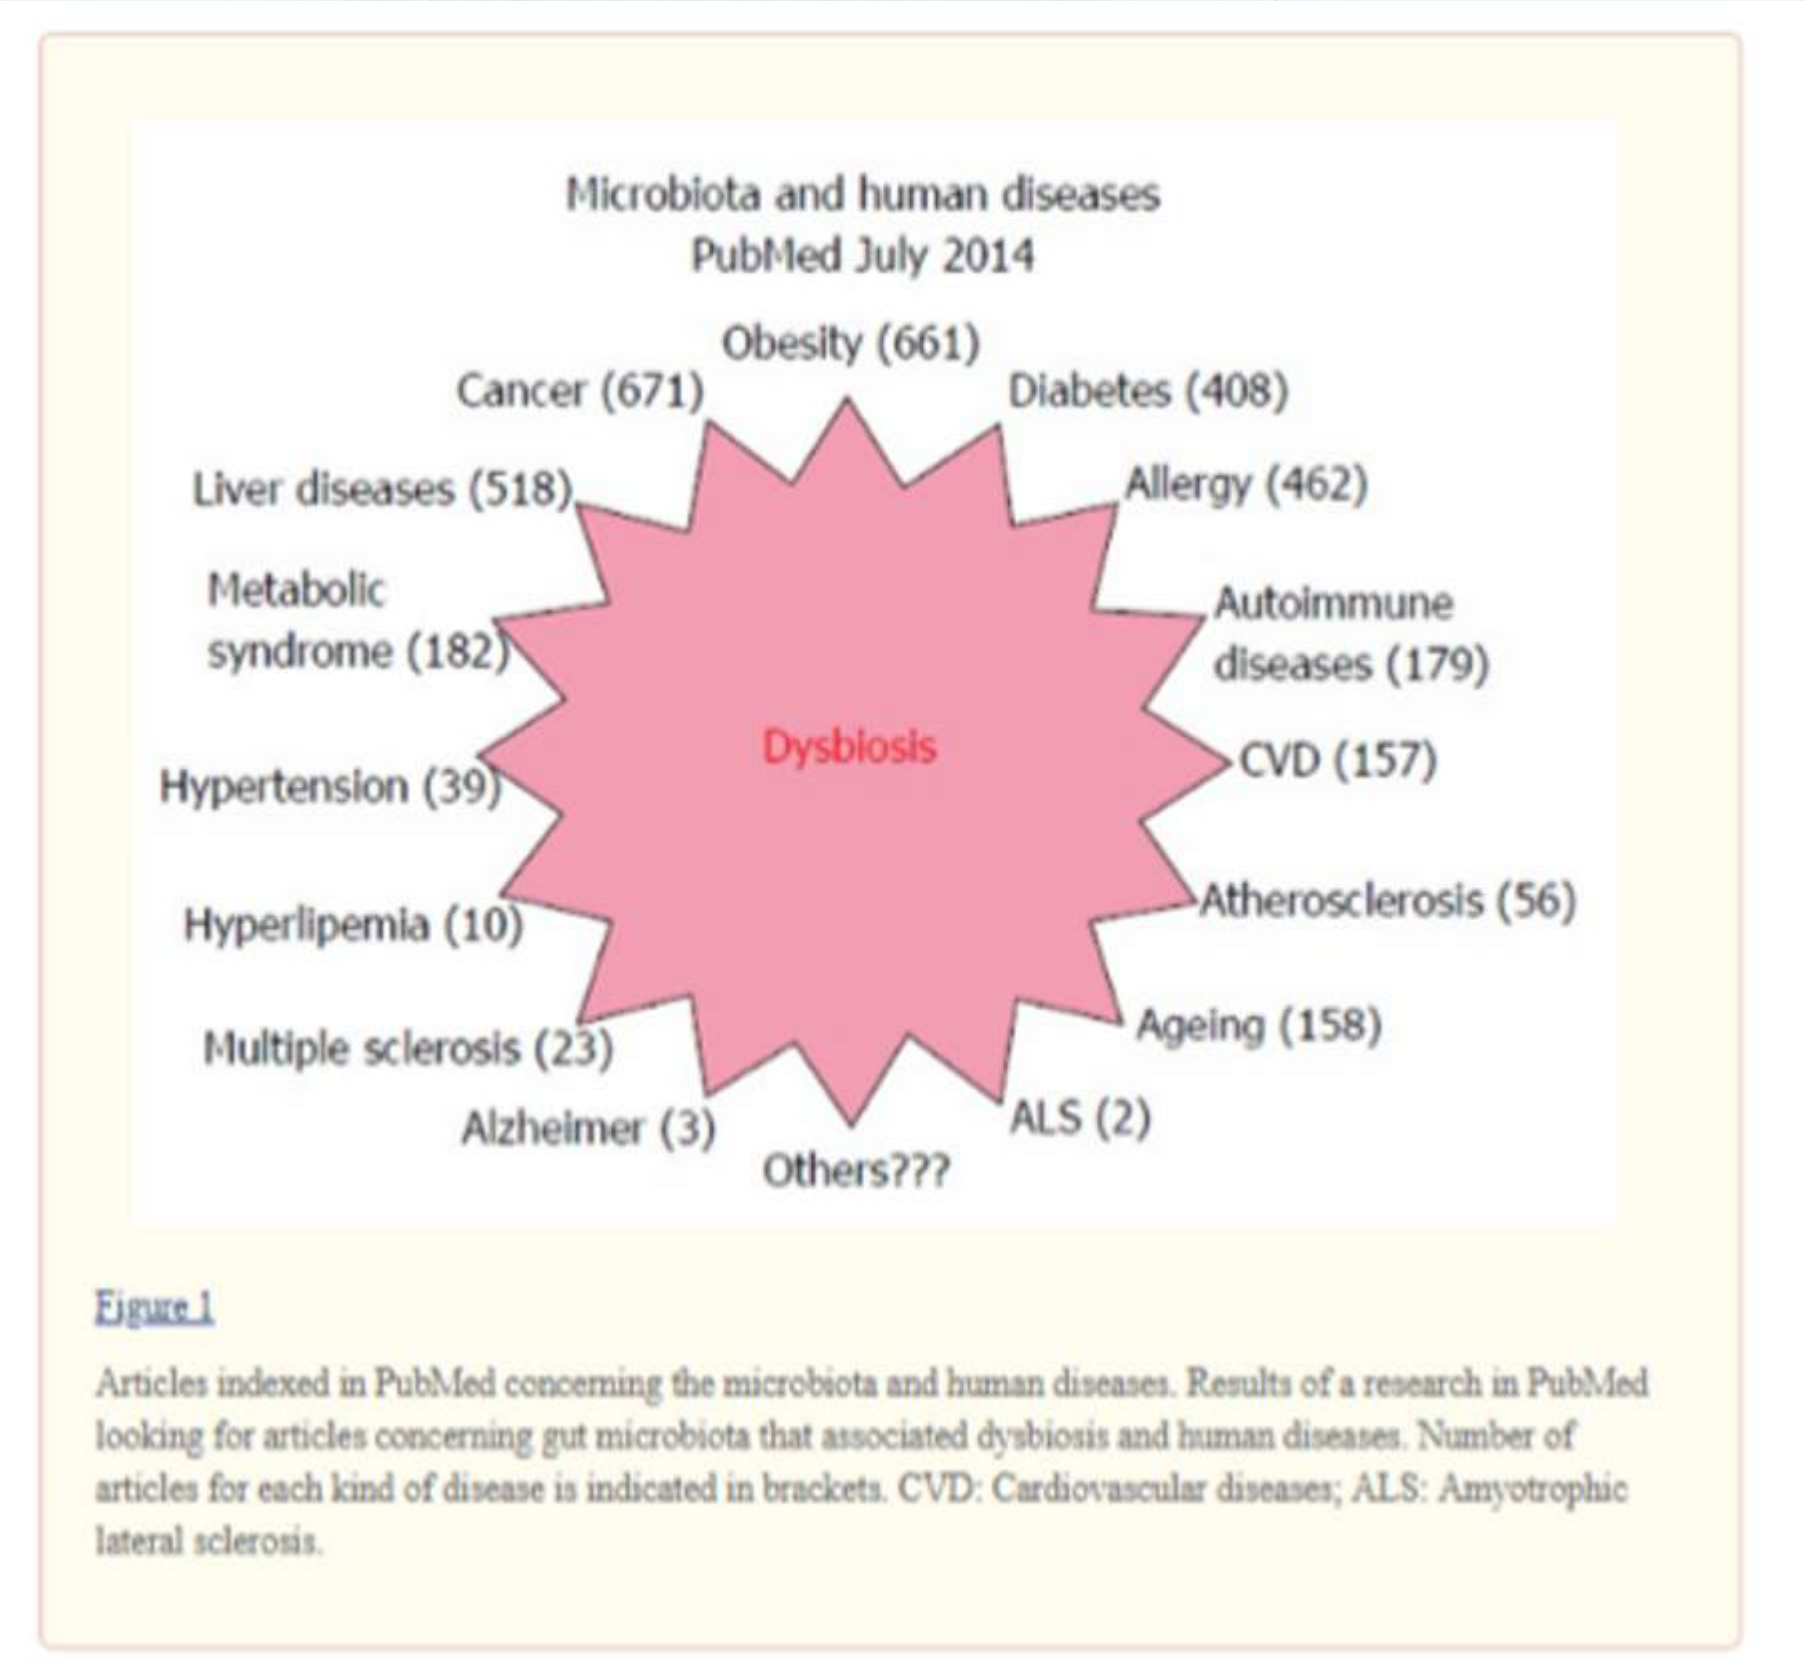 Microbiota and human diseases
PubMed July 2014
Obesity (661)
Cancer (671)
Diabetes (408)
Liver diseases (518)
Allergy (462)
Metabolic
syndrome (182)
Autoimmune
diseases (179)
Dysbiosis
CVD (157)
Hypertension (39)
Atherosclerosis (56)
Hyperlipemia (10)
Ageing (158)
Multiple sclerosis (23)
ALS (2)
Alzheimer (3)
Others???
Figure 1
Articles indexed in PubMed concerning the microbiota and human diseases. Results of a research in PubMed
looking for articles concerning gut microbiota that associated dysbiosis and human diseases. Number of
articles for each kind of disease is indicated in brackets. CVD: Cardiovascular diseases; ALS: Amyotrophic
lateral sclerosis.